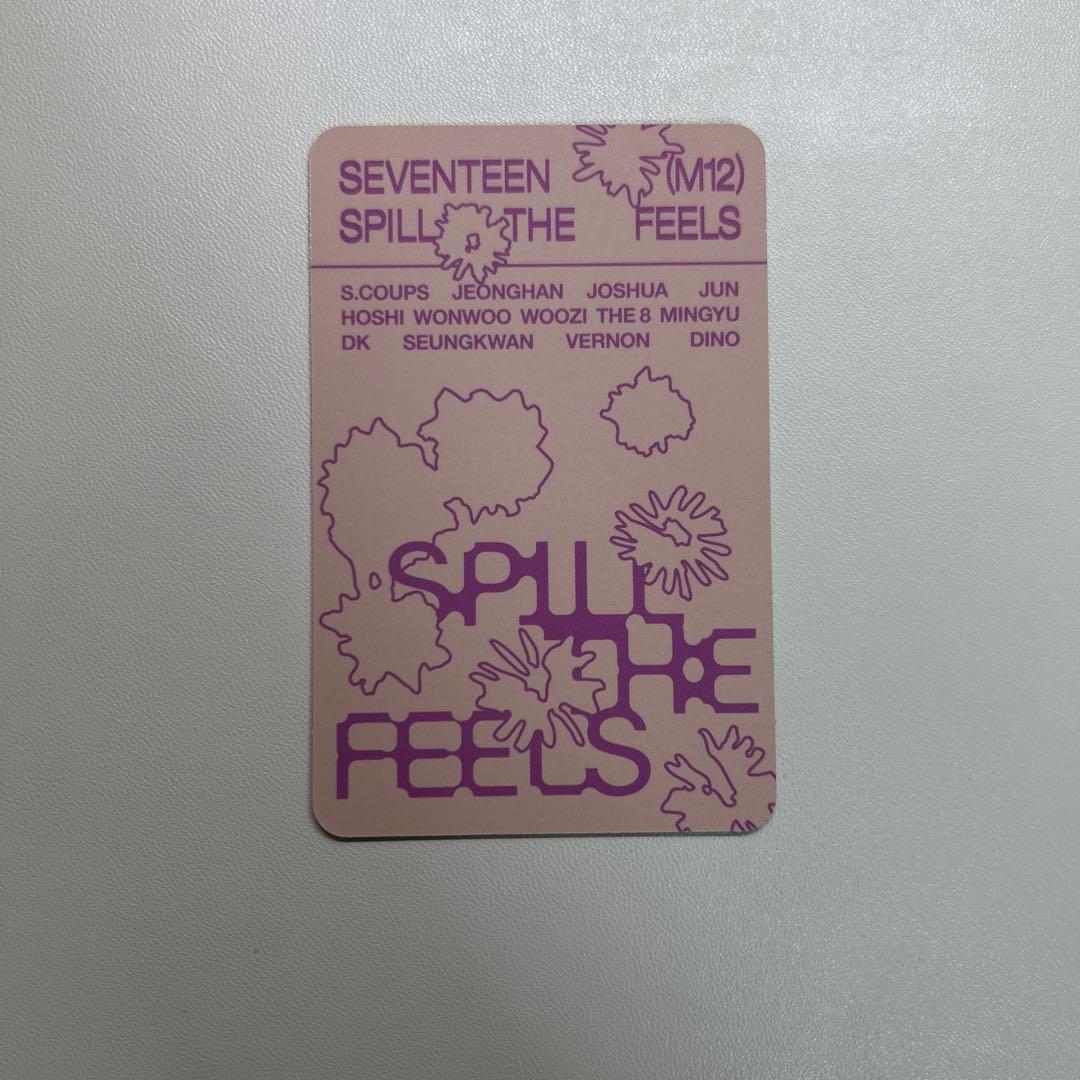 SEVENTEEN (M12)
SPILL THE FEELS
S.COUPS JEONGHAN JOSHUA JUN
HOSHI WONWOO WOOZI THE 8 MINGYU
DK SEUNGKWAN VERNON DINO
SPILL
THE
FEELS